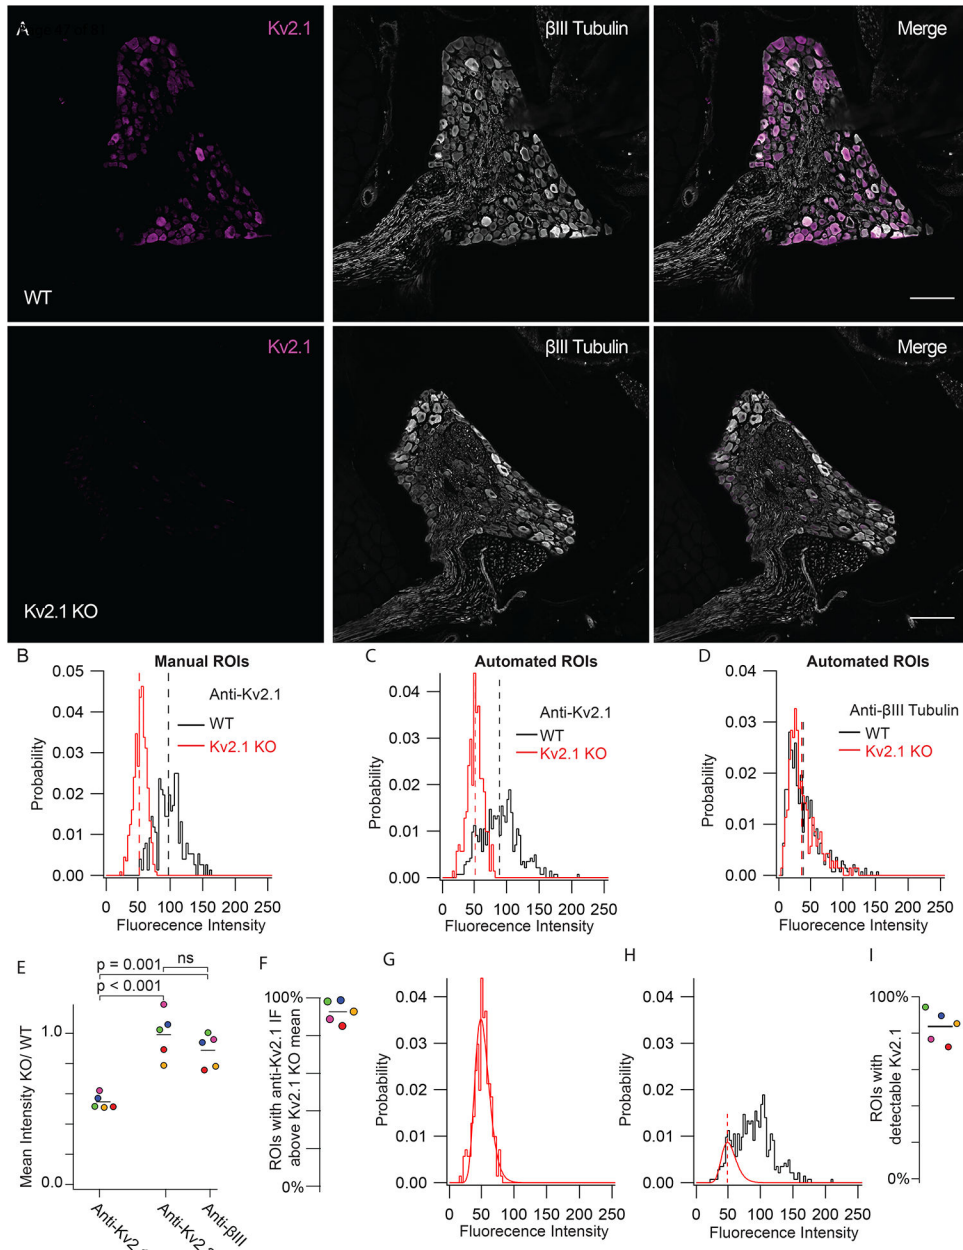 A
Kv2.1
βIII Tubulin
Merge
WT
Kv2.1
βIII Tubulin
Merge
Kv2.1 KO
B
Manual ROIs
Anti-Kv2.1
WT
Kv2.1 KO
0.05
0.04
0.03
0.02
0.01
0.00
Probability
0 50 100 150 200 250
Fluorecence Intensity
C
Automated ROIs
Anti-Kv2.1
WT
Kv2.1 KO
0.04
0.03
0.02
0.01
0.00
Probability
0 50 100 150 200 250
Fluorecence Intensity
D
Automated ROIs
Anti-βIII Tubulin
WT
Kv2.1 KO
0.04
0.03
0.02
0.01
0.00
Probability
0 50 100 150 200 250
Fluorecence Intensity
E
p = 0.001
ns
p < 0.001
1.0
0.0
Mean Intensity KO/ WT
Anti-Kv2.
Anti-Kv2.
Anti-βIII
F
100%
0%
ROIs with anti-Kv2.1 IF
above Kv2.1 KO mean
G
0.04
0.03
0.02
0.01
0.00
Probability
0 50 100 150 200 250
Fluorecence Intensity
H
0.04
0.03
0.02
0.01
0.00
Probability
0 50 100 150 200 250
Fluorecence Intensity
I
100%
0%
ROIs with
detectable Kv2.1